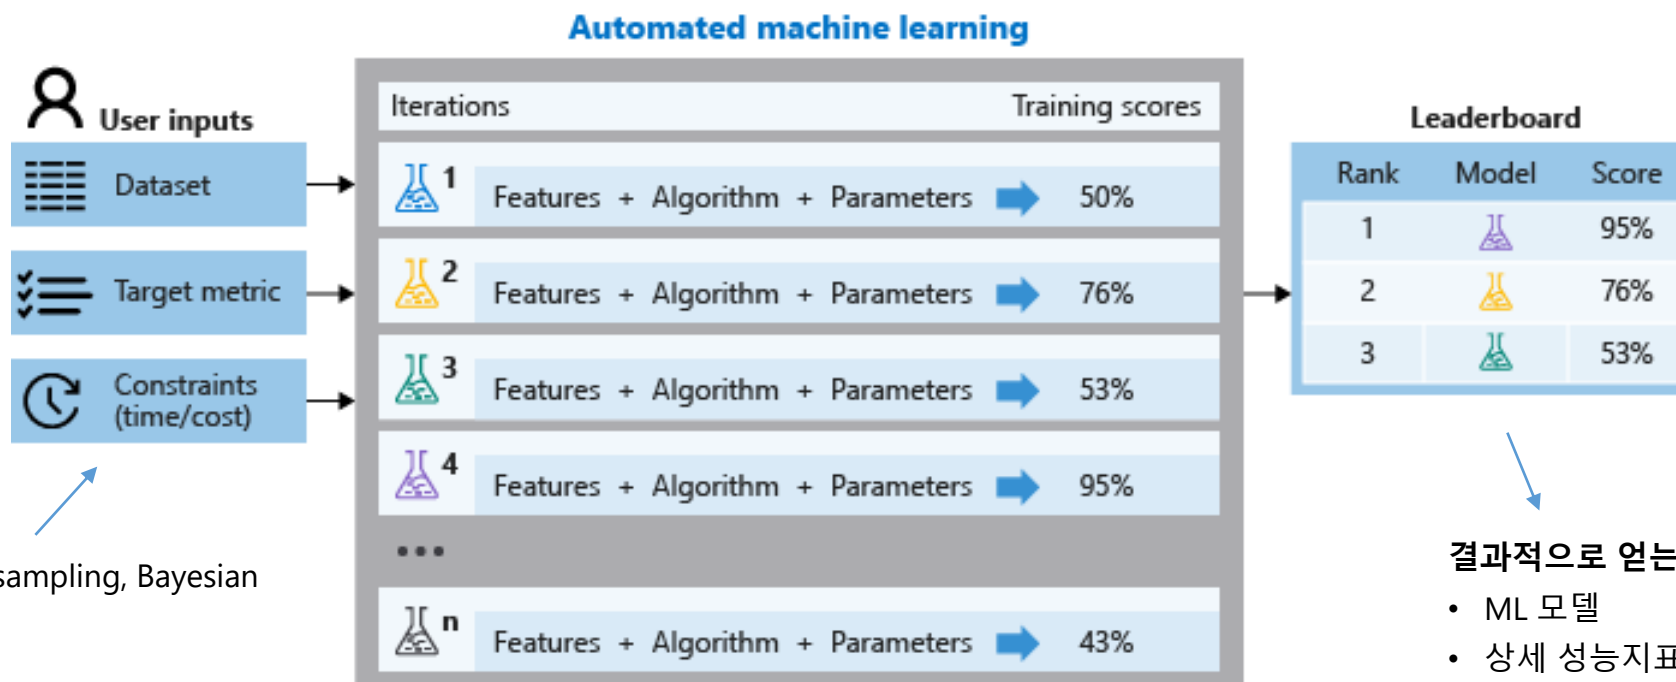 Automated machine learning
User inputs
Dataset
Target metric
Constraints
(time/cost)
sampling, Bayesian
Iterations Training scores
1 Features + Algorithm + Parameters 50%
2 Features + Algorithm + Parameters 76%
3 Features + Algorithm + Parameters 53%
4 Features + Algorithm + Parameters 95%
•••
n Features + Algorithm + Parameters 43%
Leaderboard
Rank Model Score
1 95%
2 76%
3 53%
결과적으로 얻는
• ML 모델
• 상세 성능지표